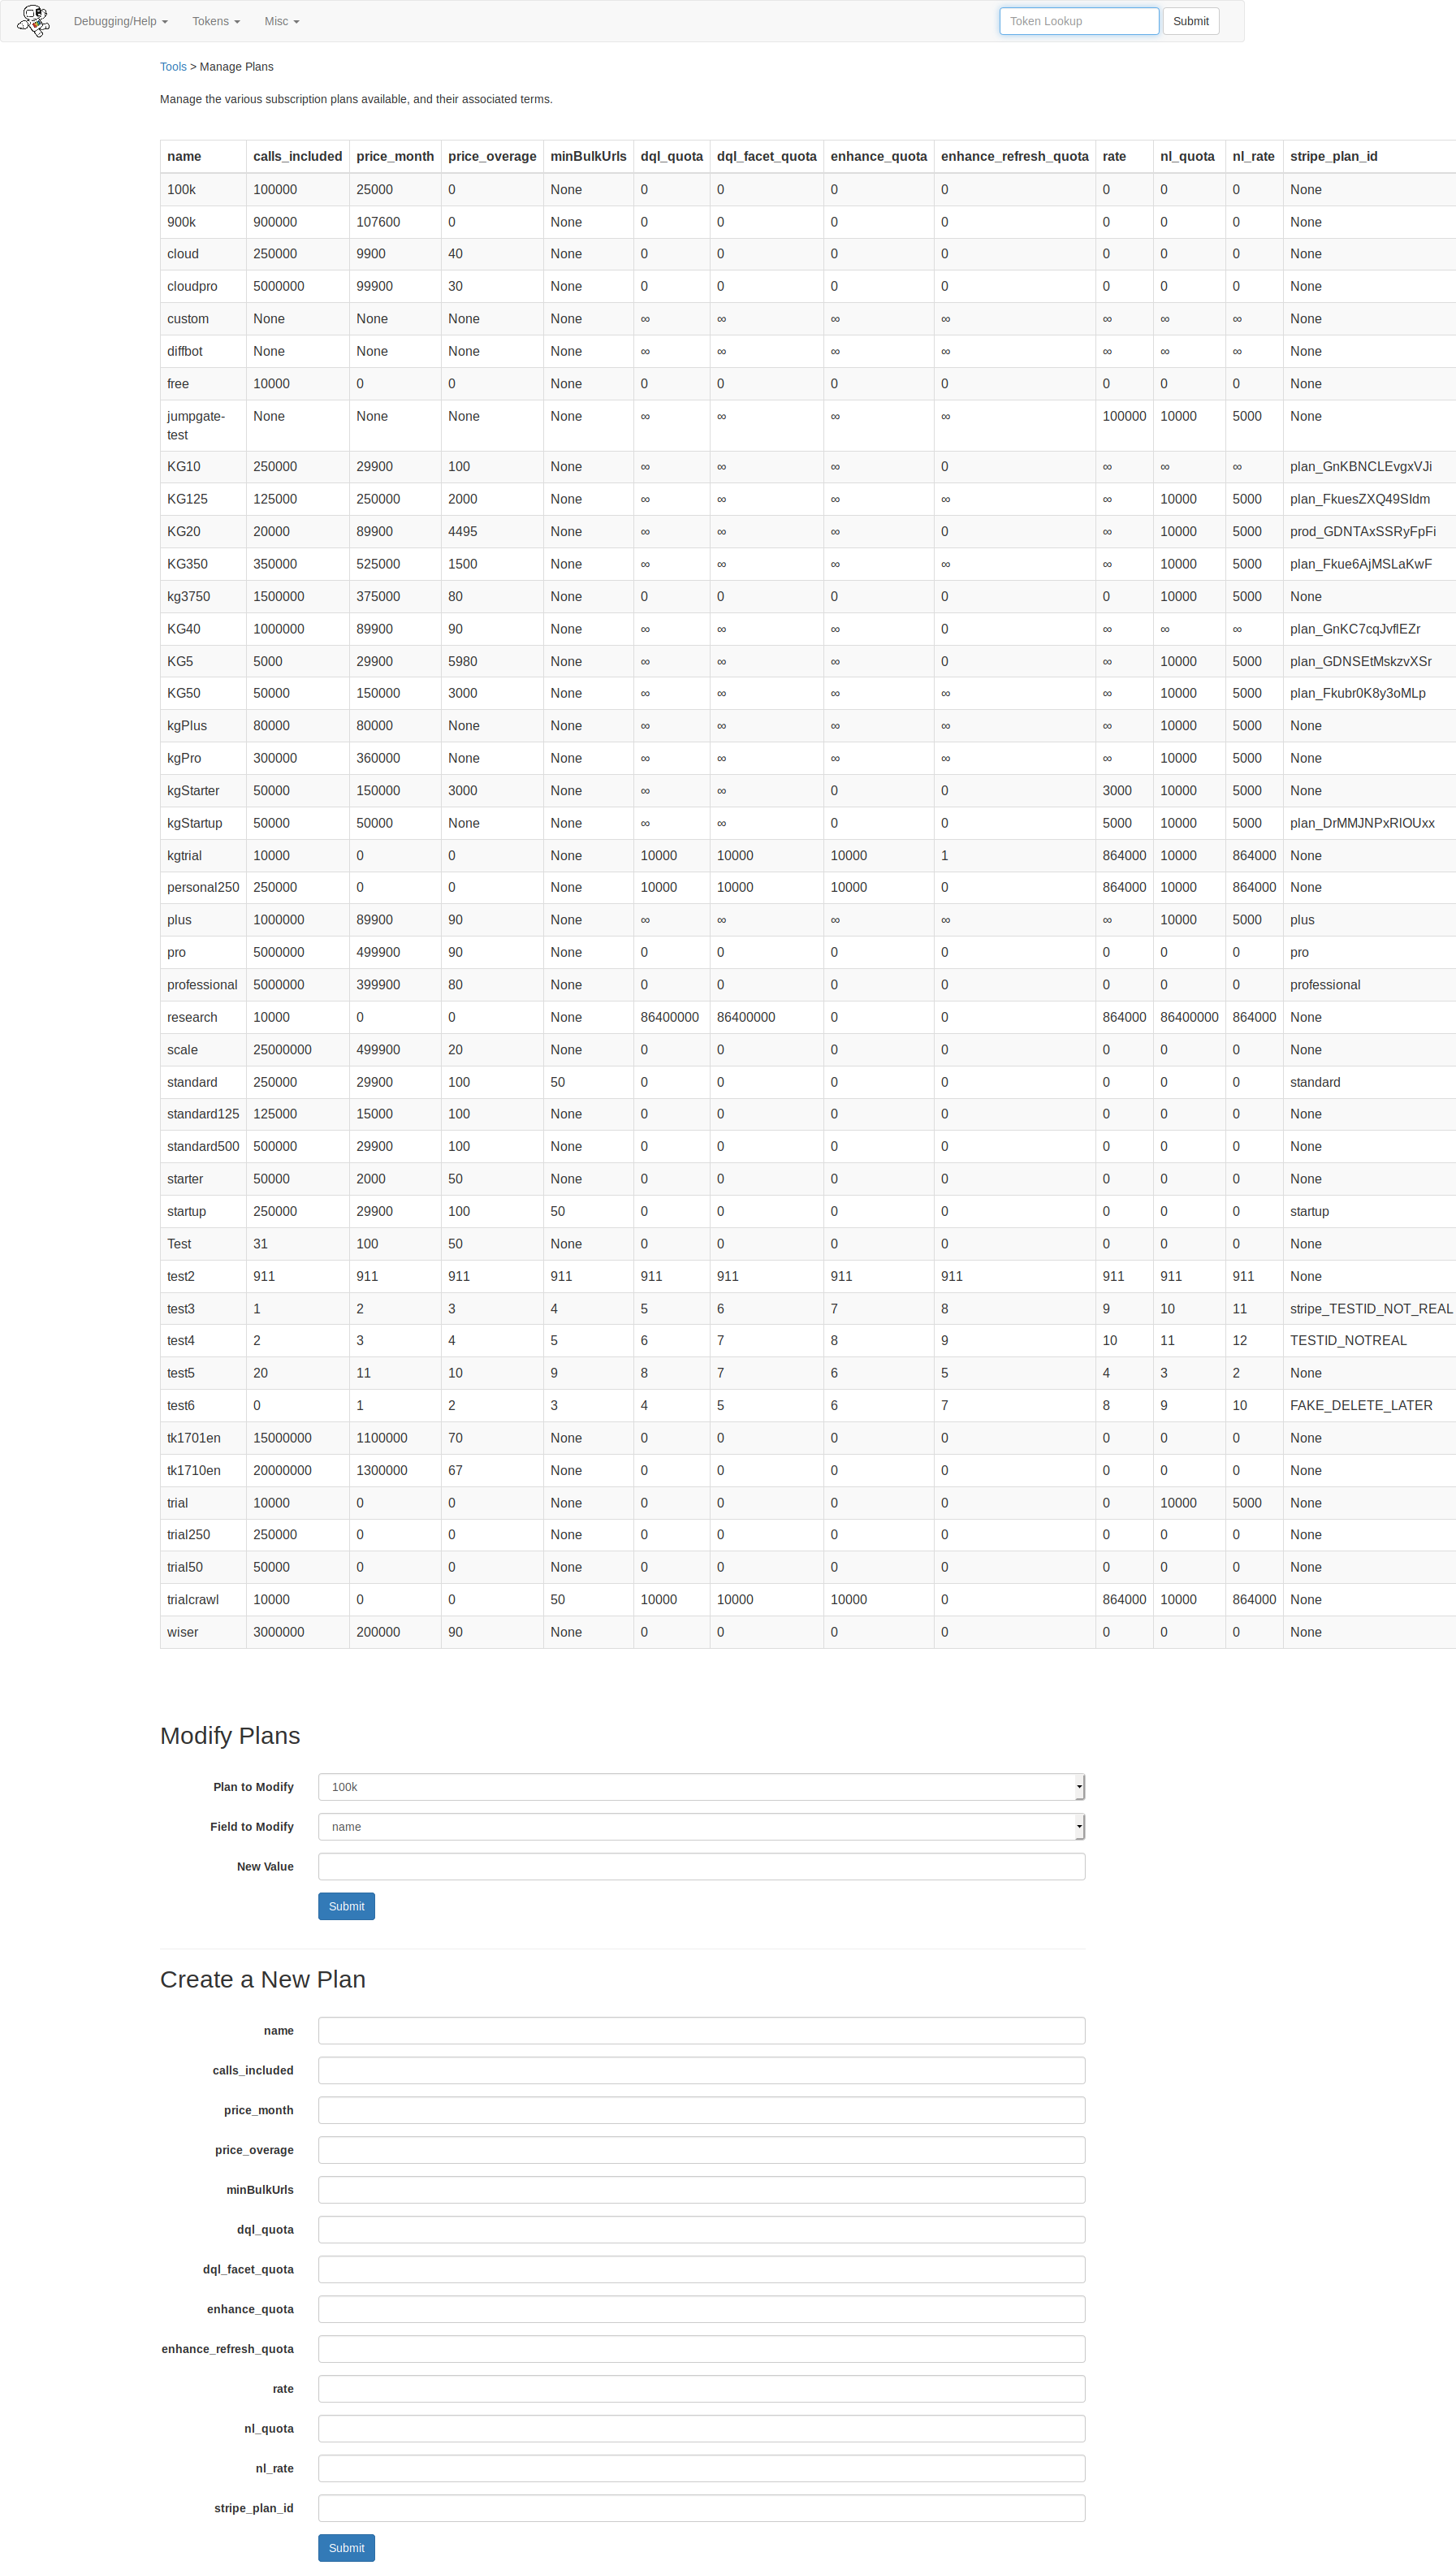 Debugging/Help Tokens Misc Token Lookup Submit
Tools > Manage Plans
Manage the various subscription plans available, and their associated terms.
name calls_included price_month price_overage minBulkUrls dql_quota dql_facet_quota enhance_quota enhance_refresh_quota rate nl_quota nl_rate stripe_plan_id
100k 100000 25000 0 None 0 0 0 0 0 0 0 None
900k 900000 107600 0 None 0 0 0 0 0 0 0 None
cloud 250000 9900 40 None 0 0 0 0 0 0 0 None
cloudpro 5000000 99900 30 None 0 0 0 0 0 0 0 None
custom None None None None ∞ ∞ ∞ ∞ ∞ ∞ ∞ None
diffbot None None None None ∞ ∞ ∞ ∞ ∞ ∞ ∞ None
free 10000 0 0 None 0 0 0 0 0 0 0 None
jumpgate- None None None None ∞ ∞ ∞ ∞ 100000 10000 5000 None
test
KG10 250000 29900 100 None ∞ ∞ ∞ 0 ∞ ∞ ∞ plan_GnKBNCLEvgxVJi
KG125 125000 250000 2000 None ∞ ∞ ∞ ∞ ∞ 10000 5000 plan_FkuesZXQ49SIdm
KG20 20000 89900 4495 None ∞ ∞ ∞ 0 ∞ 10000 5000 prod_GDNTAxSSRyFpFi
KG350 350000 525000 1500 None ∞ ∞ ∞ ∞ ∞ 10000 5000 plan_Fkue6AjMSLaKwF
kg3750 1500000 375000 80 None 0 0 0 0 0 10000 5000 None
KG40 1000000 89900 90 None ∞ ∞ ∞ 0 ∞ ∞ ∞ plan_GnKC7cqJvflEZr
KG5 5000 29900 5980 None ∞ ∞ ∞ 0 ∞ 10000 5000 plan_GDNSEtMskzvXSr
KG50 50000 150000 3000 None ∞ ∞ ∞ ∞ ∞ 10000 5000 plan_Fkubr0K8y3oMLp
kgPlus 80000 80000 None None ∞ ∞ ∞ ∞ ∞ 10000 5000 None
kgPro 300000 360000 None None ∞ ∞ ∞ ∞ ∞ 10000 5000 None
kgStarter 50000 150000 3000 None ∞ ∞ 0 0 3000 10000 5000 None
kgStartup 50000 50000 None None ∞ ∞ 0 0 5000 10000 5000 plan_DrMMJNPxRIOUxx
kgtrial 10000 0 0 None 10000 10000 10000 1 864000 10000 864000 None
personal250 250000 0 0 None 10000 10000 10000 0 864000 10000 864000 None
plus 1000000 89900 90 None ∞ ∞ ∞ ∞ ∞ 10000 5000 plus
pro 5000000 499900 90 None 0 0 0 0 0 0 0 pro
professional 5000000 399900 80 None 0 0 0 0 0 0 0 professional
research 10000 0 0 None 86400000 86400000 0 0 864000 86400000 864000 None
scale 25000000 499900 20 None 0 0 0 0 0 0 0 None
standard 250000 29900 100 50 0 0 0 0 0 0 0 standard
standard125 125000 15000 100 None 0 0 0 0 0 0 0 None
standard500 500000 29900 100 None 0 0 0 0 0 0 0 None
starter 50000 2000 50 None 0 0 0 0 0 0 0 None
startup 250000 29900 100 50 0 0 0 0 0 0 0 startup
Test 31 100 50 None 0 0 0 0 0 0 0 None
test2 911 911 911 911 911 911 911 911 911 911 911 None
test3 1 2 3 4 5 6 7 8 9 10 11 stripe_TESTID_NOT_REAL
test4 2 3 4 5 6 7 8 9 10 11 12 TESTID_NOTREAL
test5 20 11 10 9 8 7 6 5 4 3 2 None
test6 0 1 2 3 4 5 6 7 8 9 10 FAKE_DELETE_LATER
tk1701en 15000000 1100000 70 None 0 0 0 0 0 0 0 None
tk1710en 20000000 1300000 67 None 0 0 0 0 0 0 0 None
trial 10000 0 0 None 0 0 0 0 0 10000 5000 None
trial250 250000 0 0 None 0 0 0 0 0 0 0 None
trial50 50000 0 0 None 0 0 0 0 0 0 0 None
trialcrawl 10000 0 0 50 10000 10000 10000 0 864000 10000 864000 None
wiser 3000000 200000 90 None 0 0 0 0 0 0 0 None
Modify Plans
Plan to Modify 100k
Field to Modify name
New Value
Submit
Create a New Plan
name
calls_included
price_month
price_overage
minBulkUrls
dql_quota
dql_facet_quota
enhance_quota
enhance_refresh_quota
rate
nl_quota
nl_rate
stripe_plan_id
Submit